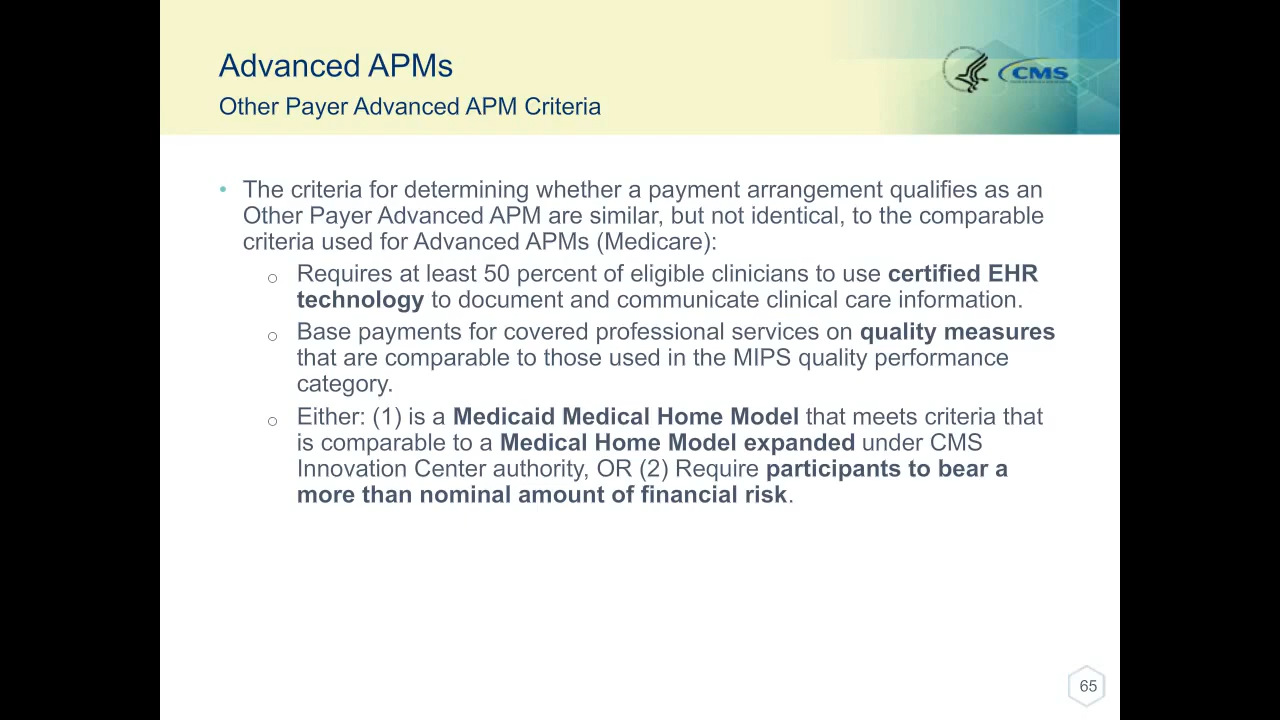 Advanced APMs
CMS
Other Payer Advanced APM Criteria
• The criteria for determining whether a payment arrangement qualifies as an
Other Payer Advanced APM are similar, but not identical, to the comparable
criteria used for Advanced APMs (Medicare):
o Requires at least 50 percent of eligible clinicians to use certified EHR
technology to document and communicate clinical care information.
o Base payments for covered professional services on quality measures
that are comparable to those used in the MIPS quality performance
category.
o Either: (1) is a Medicaid Medical Home Model that meets criteria that
is comparable to a Medical Home Model expanded under CMS
Innovation Center authority, OR (2) Require participants to bear a
more than nominal amount of financial risk.
65